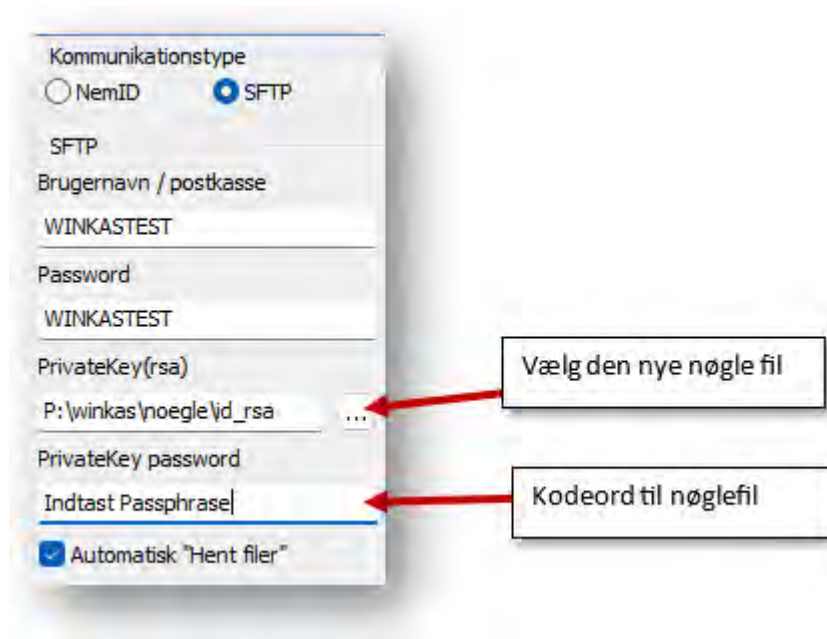 Kommunikationstype
NemID SFTP
SFTP
Brugernavn / postkasse
WINKASTEST
Password
WINKASTEST
PrivateKey(rsa)
P:\winkas\noegle\id_rsa ...
Vælg den nye nøgle fil
PrivateKey password
Indtast Passphrase
Kodeord til nøglefil
Automatisk "Hent filer"